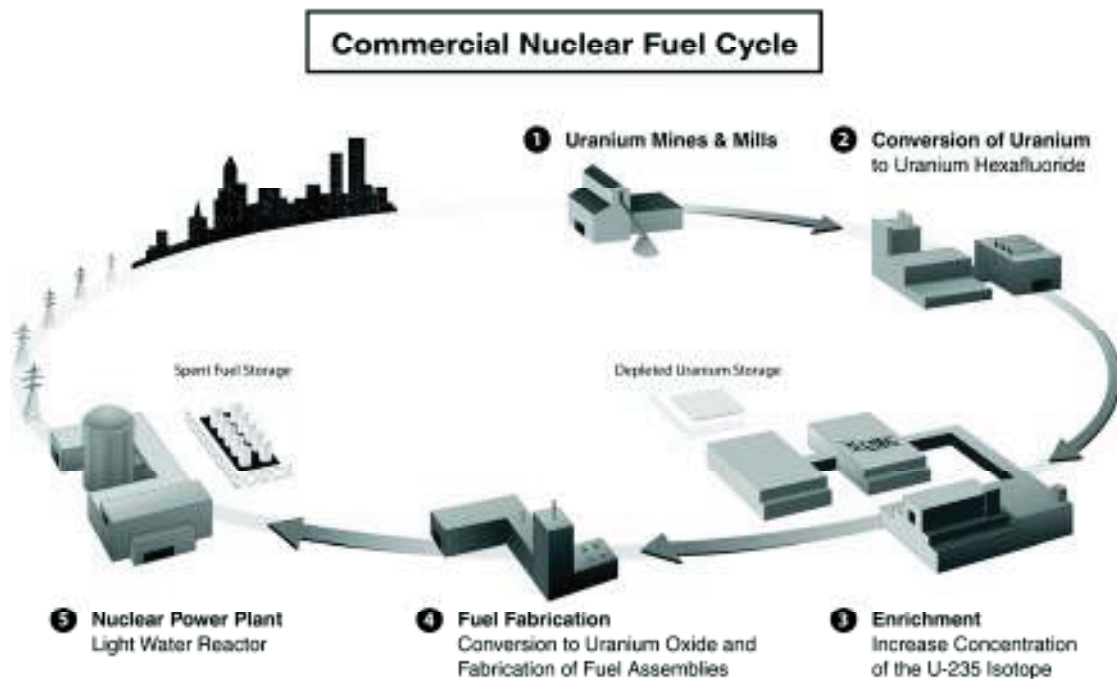 Commercial Nuclear Fuel Cycle
1 Uranium Mines & Mills
2 Conversion of Uranium
to Uranium Hexafluoride
Spent Fuel Storage
Depleted Uranium Storage
5 Nuclear Power Plant
Light Water Reactor
4 Fuel Fabrication
Conversion to Uranium Oxide and
Fabrication of Fuel Assemblies
3 Enrichment
Increase Concentration
of the U-235 Isotope